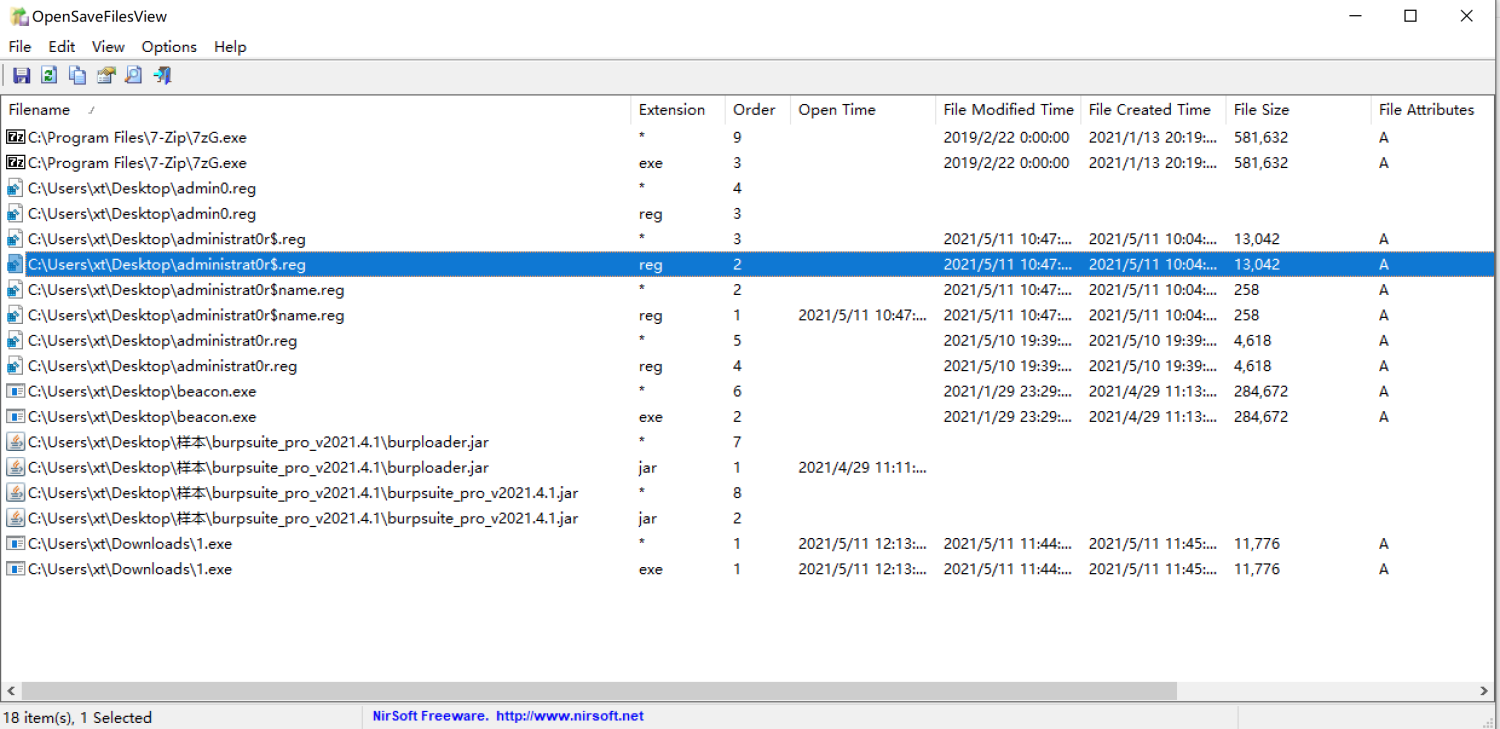 OpenSaveFilesView
File Edit View Options Help
Filename Extension Order Open Time File Modified Time File Created Time File Size File Attributes
C:\Program Files\7-Zip\7zG.exe * 9 2019/2/22 0:00:00 2021/1/13 20:19:... 581,632 A
C:\Program Files\7-Zip\7zG.exe exe 3 2019/2/22 0:00:00 2021/1/13 20:19:... 581,632 A
C:\Users\xt\Desktop\admin0.reg * 4
C:\Users\xt\Desktop\admin0.reg reg 3
C:\Users\xt\Desktop\administrat0r$.reg * 3 2021/5/11 10:47:... 2021/5/11 10:04:... 13,042 A
C:\Users\xt\Desktop\administrat0r$.reg reg 2 2021/5/11 10:47:... 2021/5/11 10:04:... 13,042 A
C:\Users\xt\Desktop\administrat0r$name.reg * 2 2021/5/11 10:47:... 2021/5/11 10:04:... 258 A
C:\Users\xt\Desktop\administrat0r$name.reg reg 1 2021/5/11 10:47:... 2021/5/11 10:47:... 2021/5/11 10:04:... 258 A
C:\Users\xt\Desktop\administrat0r.reg * 5 2021/5/10 19:39:... 2021/5/10 19:39:... 4,618 A
C:\Users\xt\Desktop\administrat0r.reg reg 4 2021/5/10 19:39:... 2021/5/10 19:39:... 4,618 A
C:\Users\xt\Desktop\beacon.exe * 6 2021/1/29 23:29:... 2021/4/29 11:13:... 284,672 A
C:\Users\xt\Desktop\beacon.exe exe 2 2021/1/29 23:29:... 2021/4/29 11:13:... 284,672 A
C:\Users\xt\Desktop\样本\burpsuite_pro_v2021.4.1\burploader.jar * 7
C:\Users\xt\Desktop\样本\burpsuite_pro_v2021.4.1\burploader.jar jar 1 2021/4/29 11:11:...
C:\Users\xt\Desktop\样本\burpsuite_pro_v2021.4.1\burpsuite_pro_v2021.4.1.jar * 8
C:\Users\xt\Desktop\样本\burpsuite_pro_v2021.4.1\burpsuite_pro_v2021.4.1.jar jar 2
C:\Users\xt\Downloads\1.exe * 1 2021/5/11 12:13:... 2021/5/11 11:44:... 2021/5/11 11:45:... 11,776 A
C:\Users\xt\Downloads\1.exe exe 1 2021/5/11 12:13:... 2021/5/11 11:44:... 2021/5/11 11:45:... 11,776 A
18 item(s), 1 Selected NirSoft Freeware. http://www.nirsoft.net